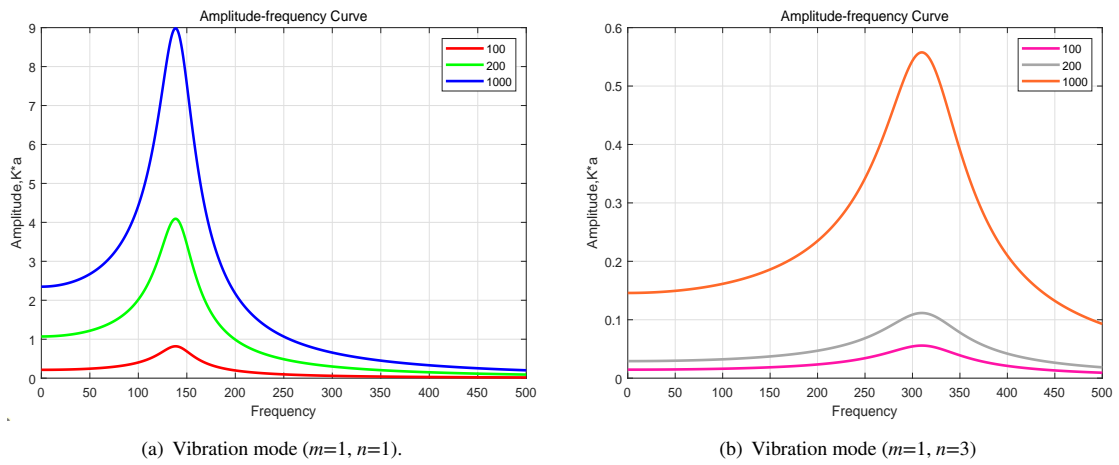 Amplitude-frequency Curve
9
8
7
6
5
4
3
2
1
0
Amplitude,K*a
100
200
1000
0 50 100 150 200 250 300 350 400 450 500
Frequency
(a) Vibration mode (m=1, n=1).
Amplitude-frequency Curve
0.6
0.5
0.4
0.3
0.2
0.1
0
Amplitude,K*a
100
200
1000
0 50 100 150 200 250 300 350 400 450 500
Frequency
(b) Vibration mode (m=1, n=3)